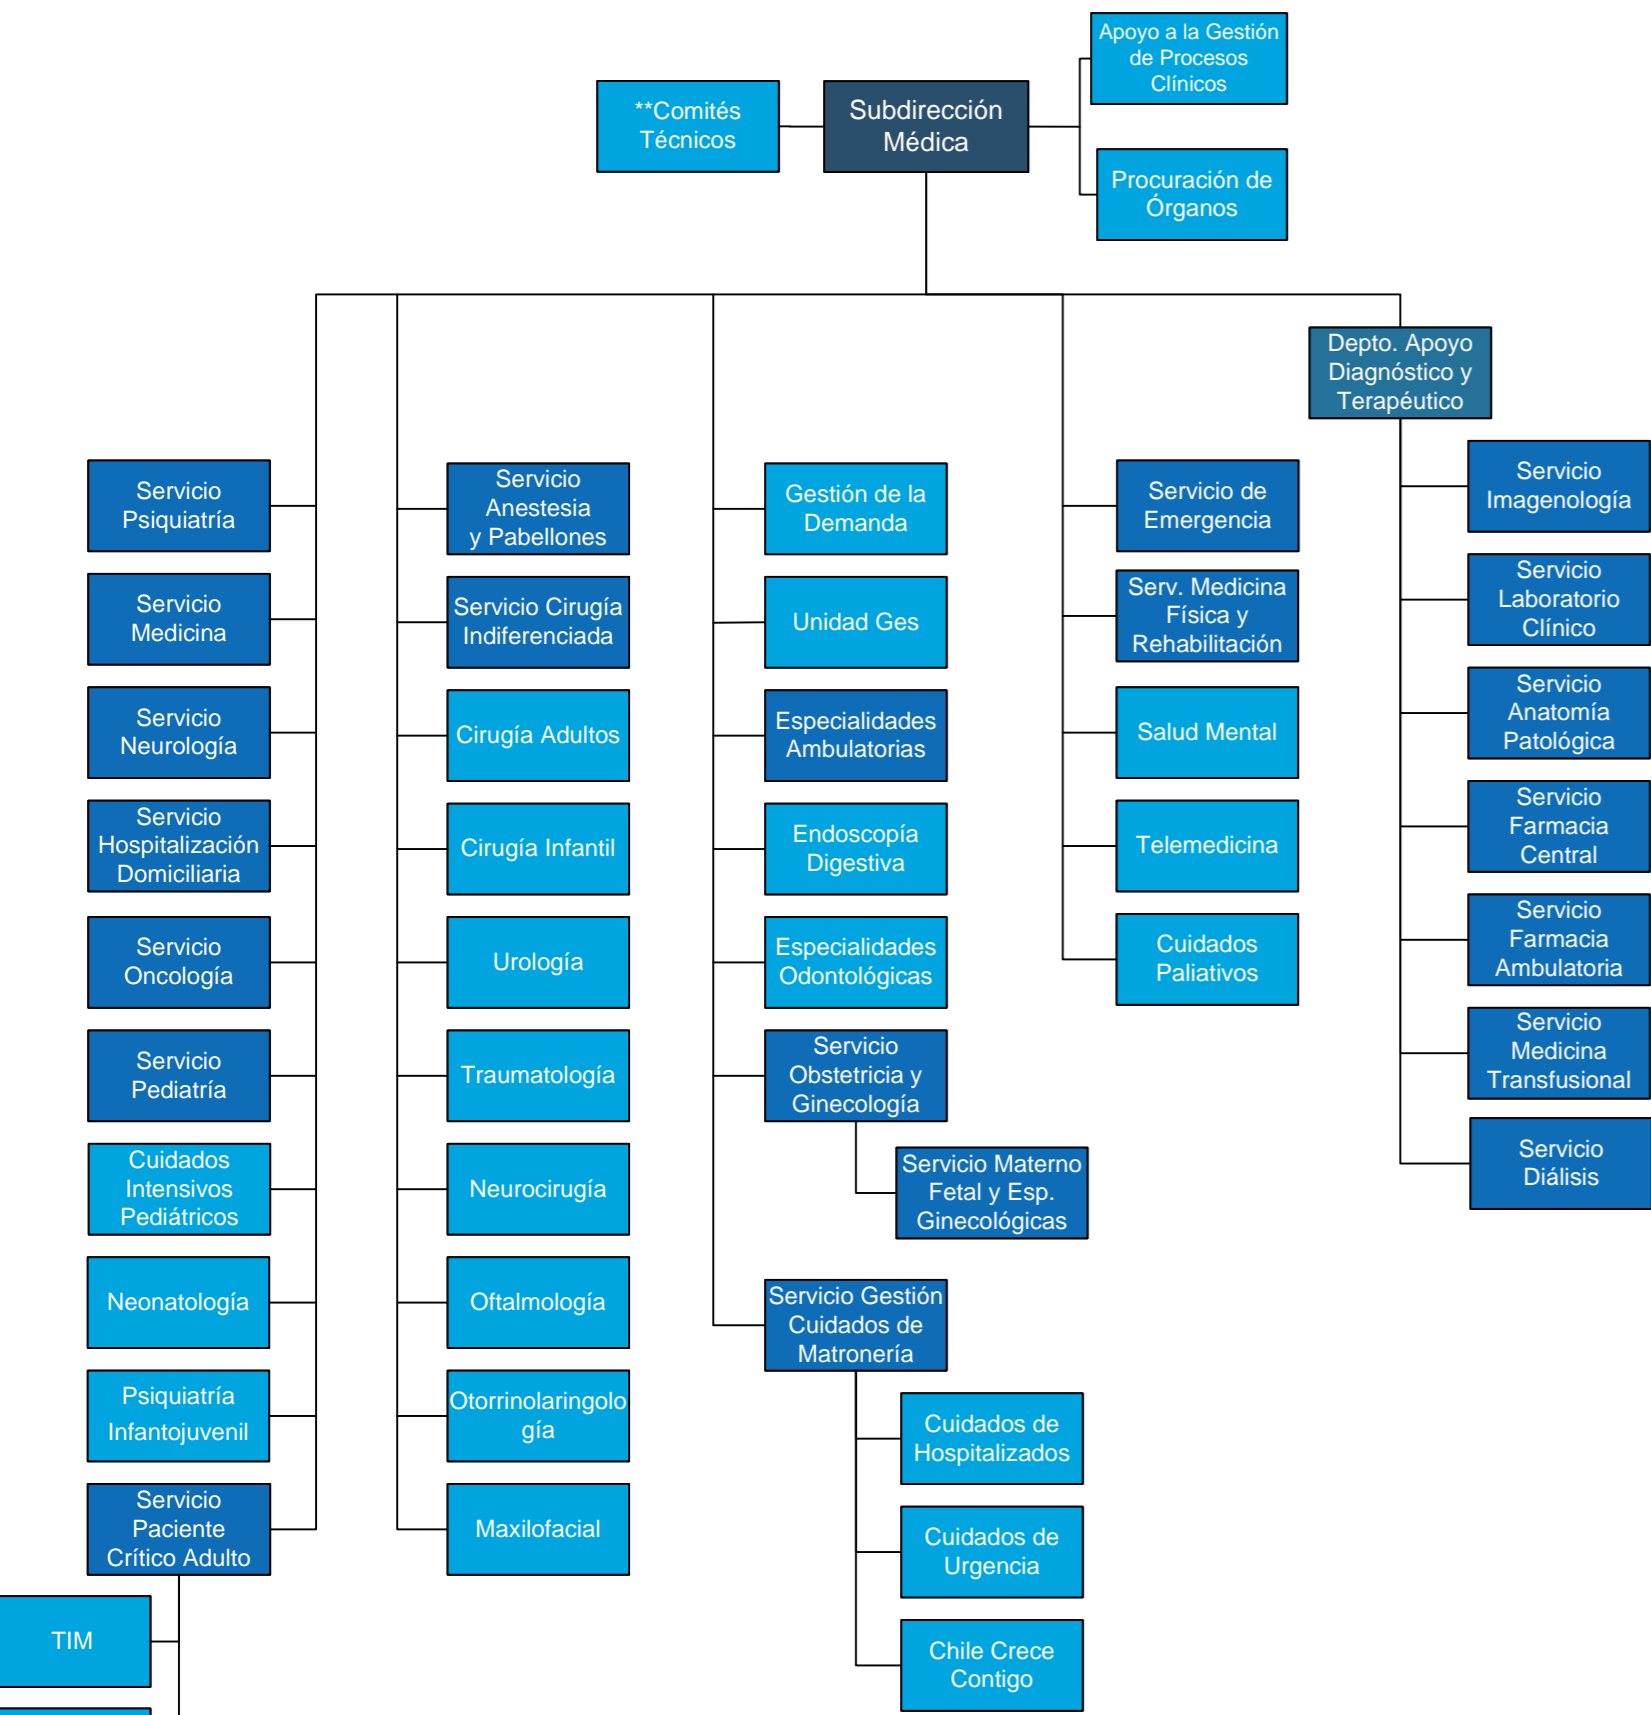 Apoyo a la Gestión
de Procesos
Clínicos
**Comités
Técnicos
Subdirección
Médica
Procuración de
Órganos
Depto. Apoyo
Diagnóstico y
Terapéutico
Servicio
Psiquiatría
Servicio
Medicina
Servicio
Neurología
Servicio
Hospitalización
Domiciliaria
Servicio
Oncología
Servicio
Pediatría
Cuidados
Intensivos
Pediátricos
Neonatología
Psiquiatría
Infantojuvenil
Servicio
Paciente
Crítico Adulto
TIM
Servicio
Anestesia
y Pabellones
Servicio Cirugía
Indiferenciada
Cirugía Adultos
Cirugía Infantil
Urología
Traumatología
Neurocirugía
Oftalmología
Otorrinolaringolo
gía
Maxilofacial
Gestión de la
Demanda
Unidad Ges
Especialidades
Ambulatorias
Endoscopía
Digestiva
Especialidades
Odontológicas
Servicio
Obstetricia y
Ginecología
Servicio Materno
Fetal y Esp.
Ginecológicas
Servicio Gestión
Cuidados de
Matronería
Cuidados de
Hospitalizados
Cuidados de
Urgencia
Chile Crece
Contigo
Servicio de
Emergencia
Serv. Medicina
Física y
Rehabilitación
Salud Mental
Telemedicina
Cuidados
Paliativos
Servicio
Imagenología
Servicio
Laboratorio
Clínico
Servicio
Anatomía
Patológica
Servicio
Farmacia
Central
Servicio
Farmacia
Ambulatoria
Servicio
Medicina
Transfusional
Servicio
Diálisis